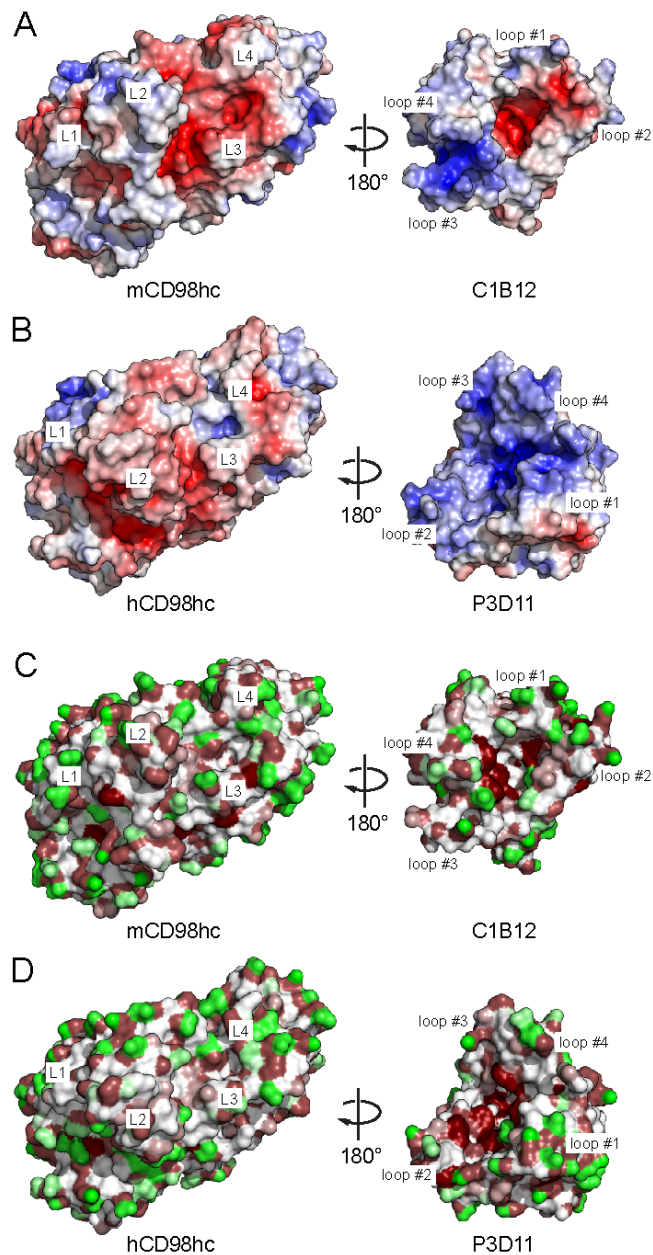 A
L4
loop #1
L2
loop #4
L1
loop #2
L3
180°
loop #3
mCD98hc
C1B12
B
loop #3
L4
loop #4
L1
L3
180°
loop #1
L2
loop #2
hCD98hc
P3D11
C
loop #1
L4
L2
loop #4
L1
loop #2
L3
180°
loop #3
mCD98hc
C1B12
D
loop #3
L4
loop #4
L1
L3
180°
loop #1
L2
loop #2
hCD98hc
P3D11